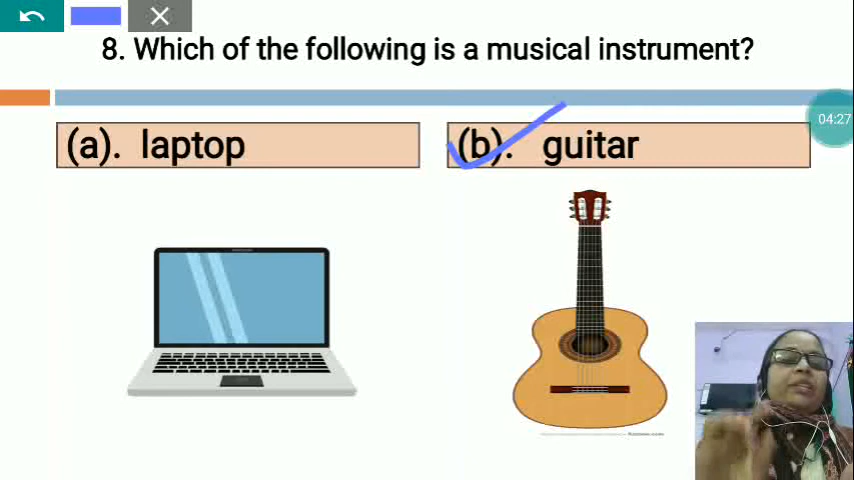 8. Which of the following is a musical instrument?
04:27
(a). laptop
(b). guitar